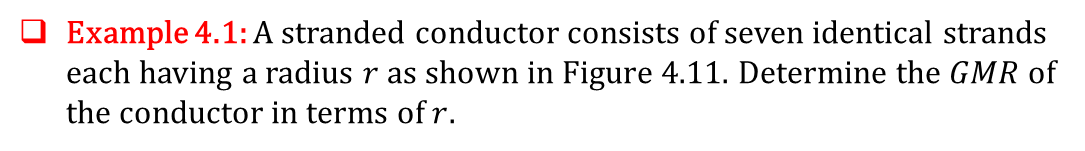 ❑ Example 4.1: A stranded conductor consists of seven identical strands
each having a radius r as shown in Figure 4.11. Determine the GMR of
the conductor in terms of r.